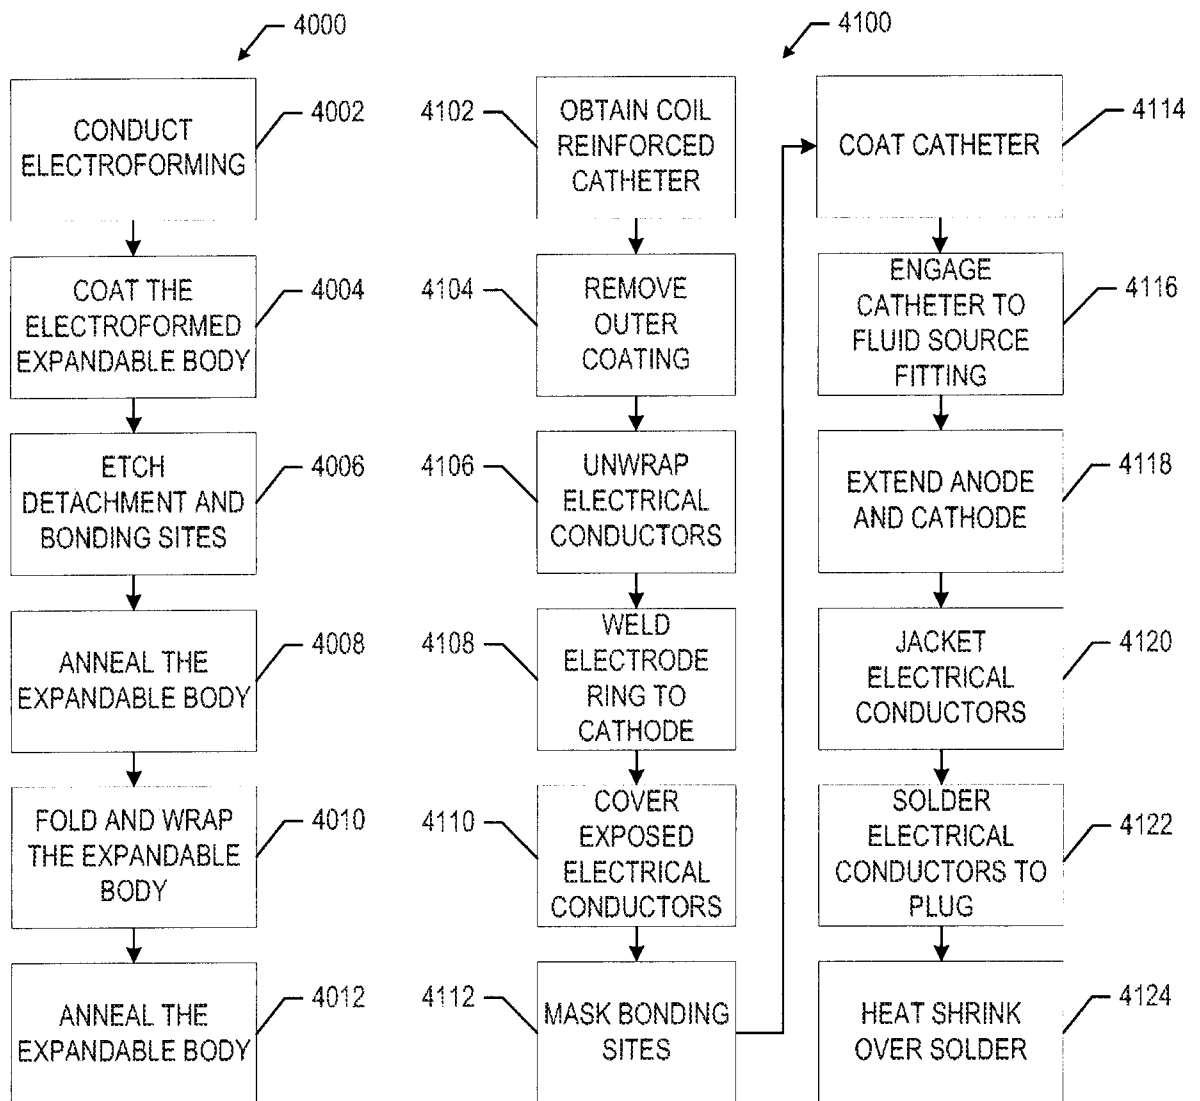 4000
CONDUCT
ELECTROFORMING
4002
COAT THE
ELECTROFORMED
EXPANDABLE BODY
4004
ETCH
DETACHMENT AND
BONDING SITES
4006
ANNEAL THE
EXPANDABLE BODY
4008
FOLD AND WRAP
THE EXPANDABLE
BODY
4010
ANNEAL THE
EXPANDABLE BODY
4012
4100
4102
OBTAIN COIL
REINFORCED
CATHETER
4104
REMOVE
OUTER
COATING
4106
UNWRAP
ELECTRICAL
CONDUCTORS
4108
WELD
ELECTRODE
RING TO
CATHODE
4110
COVER
EXPOSED
ELECTRICAL
CONDUCTORS
4112
MASK BONDING
SITES
COAT CATHETER
4114
ENGAGE
CATHETER TO
FLUID SOURCE
FITTING
4116
EXTEND ANODE
AND CATHODE
4118
JACKET
ELECTRICAL
CONDUCTORS
4120
SOLDER
ELECTRICAL
CONDUCTORS TO
PLUG
4122
HEAT SHRINK
OVER SOLDER
4124